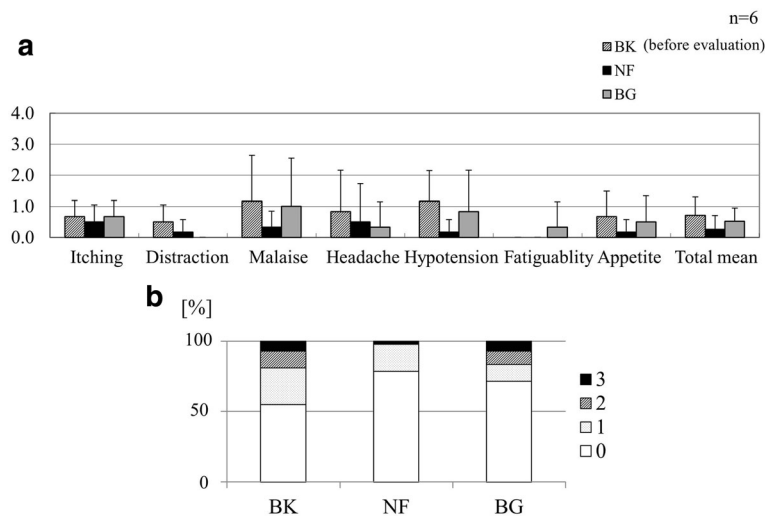 n=6
a
BK (before evaluation)
NF
BG
4.0
3.0
2.0
1.0
0.0
Itching Distraction Malaise Headache Hypotension Fatiguablity Appetite Total mean
b
[%]
100
50
0
3
2
1
0
BK NF BG